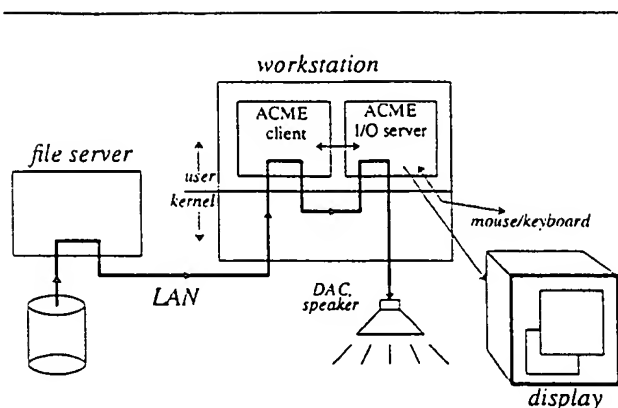 workstation
ACME
client
ACME
I/O server
file server
user
kernel
mouse/keyboard
LAN
DAC,
speaker
display